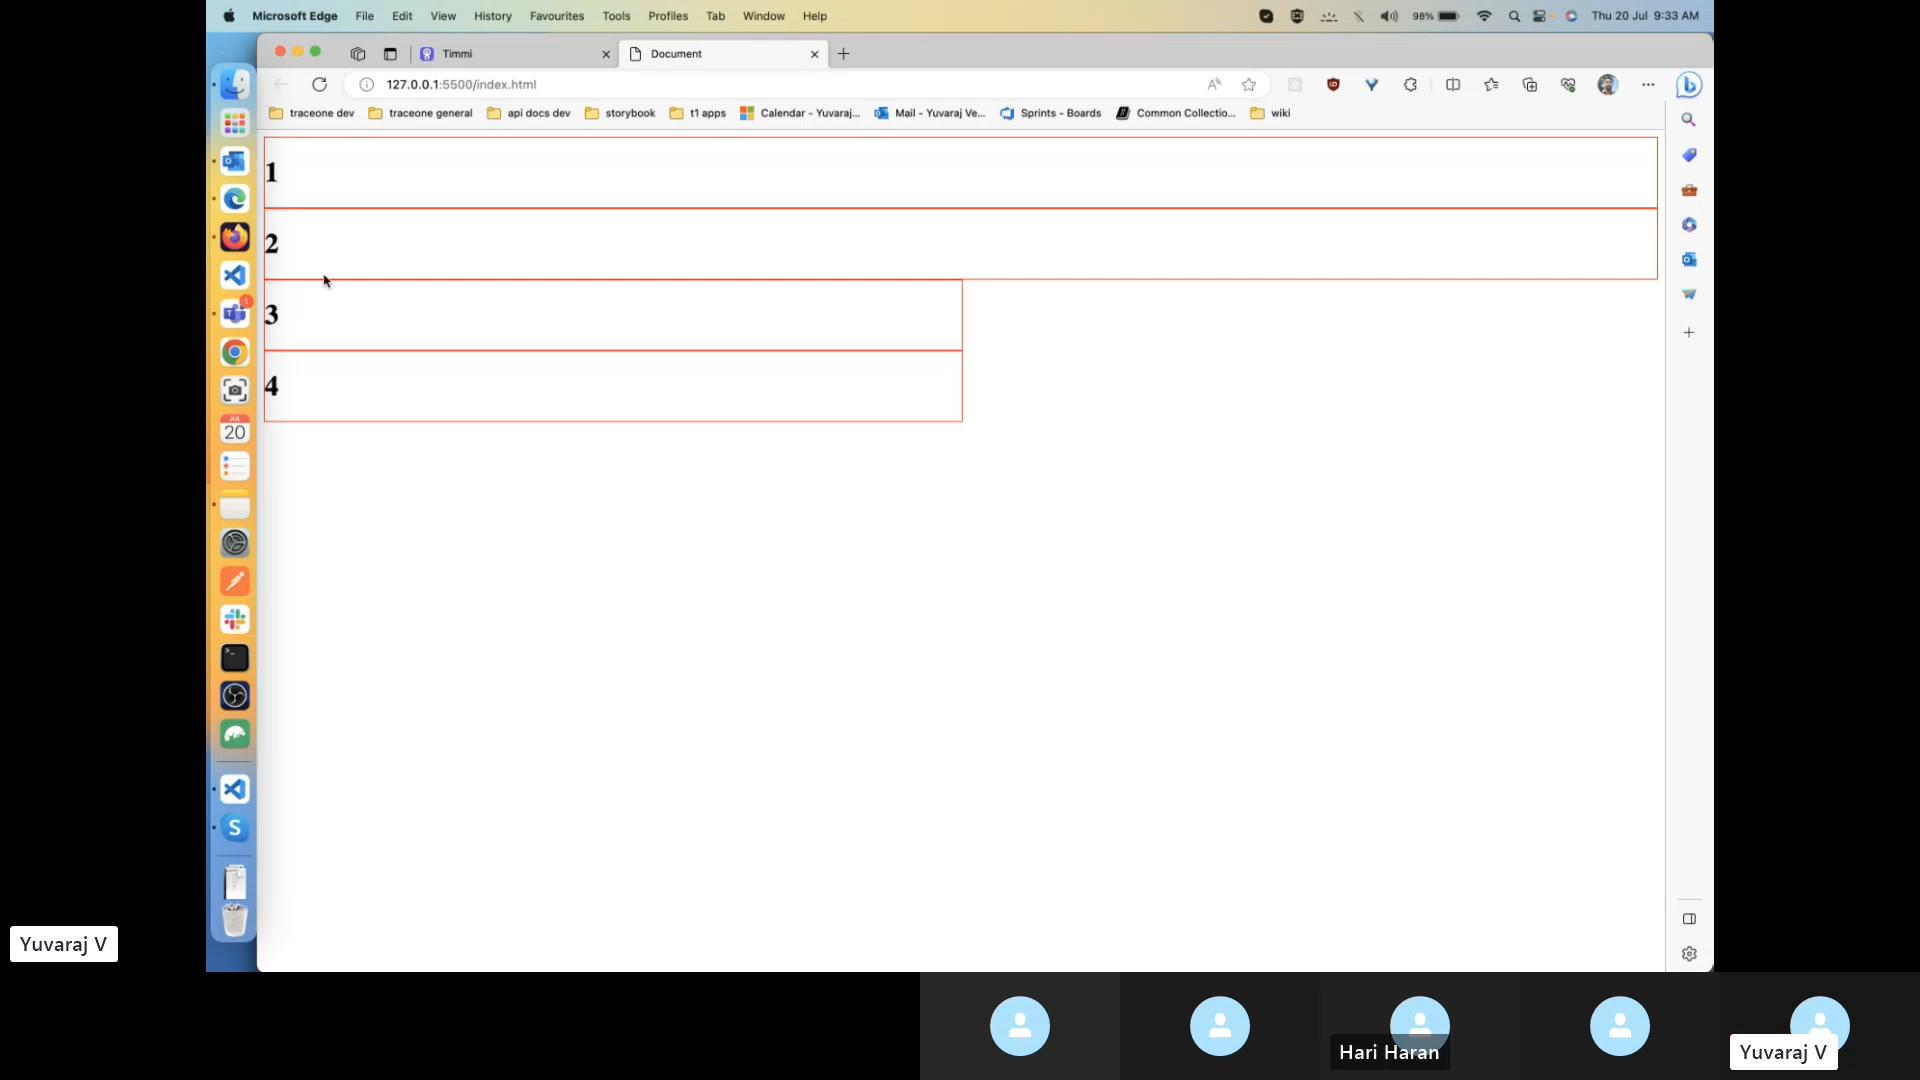 Microsoft Edge File Edit View History Favourites Tools Profiles Tab Window Help 98% Thu 20 Jul 9:33 AM
Timmi Document
127.0.0.1:5500/index.html
traceone dev traceone general api docs dev storybook t1 apps Calendar - Yuvaraj... Mail - Yuvaraj Ve... Sprints - Boards Common Collectio... wiki
1
2
3
4
1
JUL
20
S
Yuvaraj V
Hari Haran
Yuvaraj V